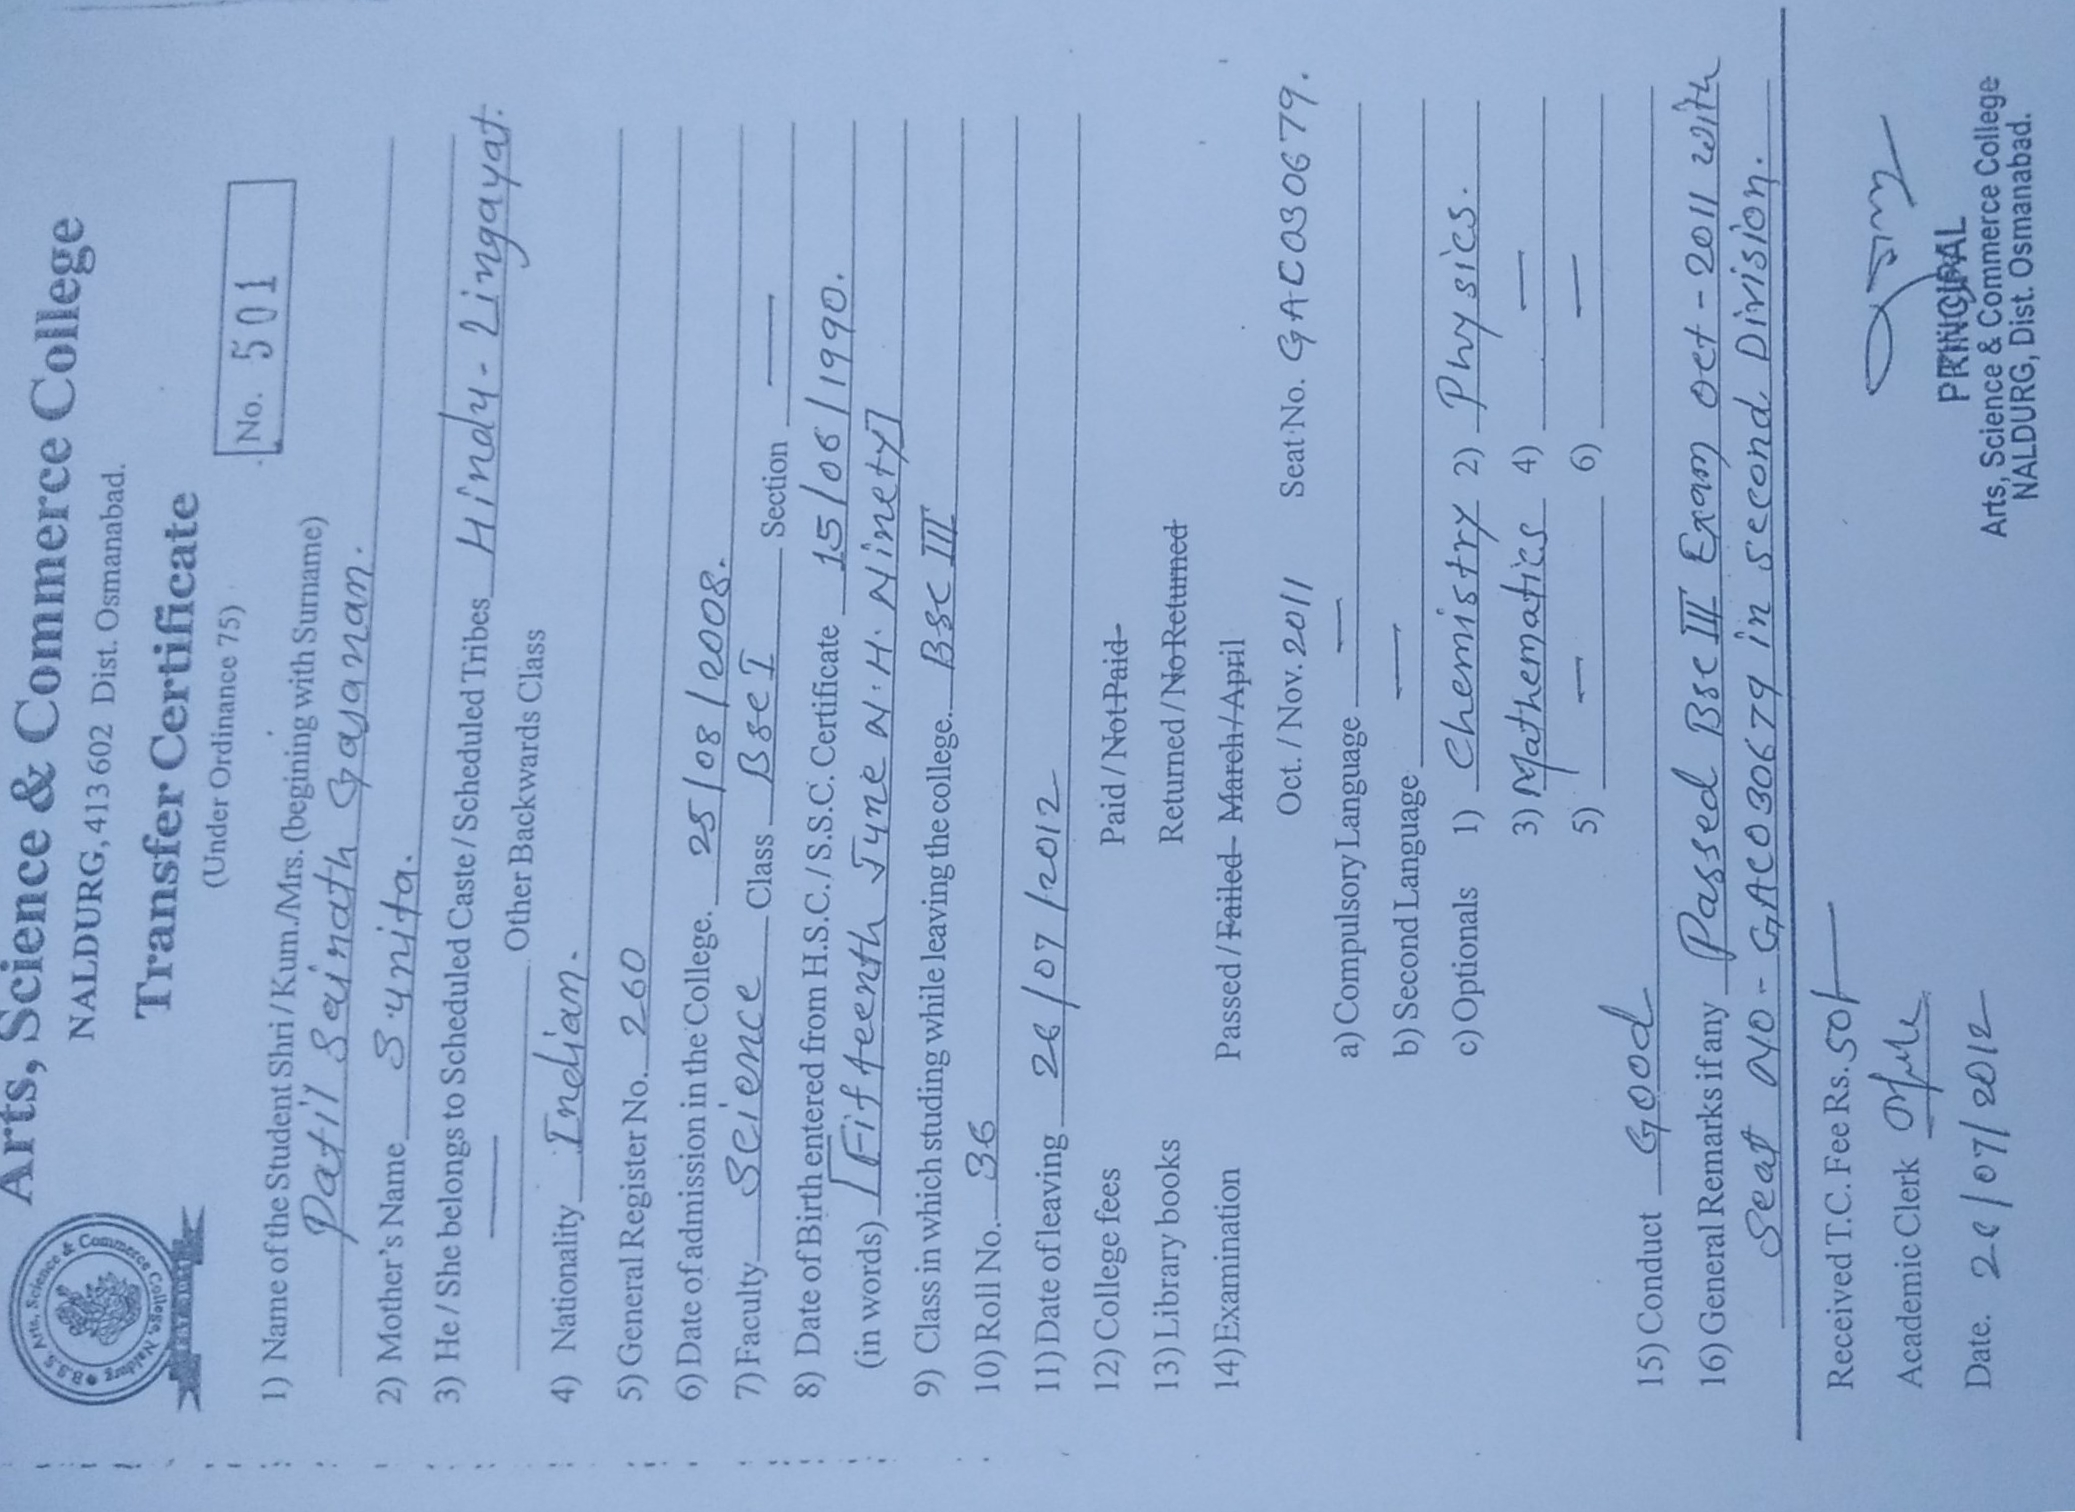 Arts, Science & Commerce College
NALDURG, 413 602 Dist. Osmanabad.
Transfer Certificate
(Under Ordinance 75)
No. 501
1) Name of the Student Shri / Kum./Mrs. (begining with Surname)
Patil Sainath Gajanan.
2) Mother's Name Sunita.
3) He / She belongs to Scheduled Caste / Scheduled Tribes Hindu - Lingayat.
— Other Backwards Class
4) Nationality Indian.
5) General Register No. 260
6) Date of admission in the College. 25/08/2008.
7) Faculty Science Class Bsc I Section —
8) Date of Birth entered from H.S.C. / S.S.C. Certificate 15/06/1990.
(in words) [Fifteenth June N.H. Ninety]
9) Class in which studing while leaving the college. Bsc III
10) Roll No. 36
11) Date of leaving 26/07/2012
12) College fees Paid / Not Paid
13) Library books Returned / No Returned
14) Examination Passed / Failed March / April
Oct. / Nov. 2011 Seat No. GAC030679.
a) Compulsory Language —
b) Second Language —
c) Optionals 1) Chemistry 2) Physics.
3) Mathematics 4) —
5) — 6) —
15) Conduct Good
16) General Remarks if any Passed Bsc III Exam oct - 2011 with
Seat NO - GAC030679 in second Division.
Received T.C. Fee Rs. 50/-
Academic Clerk
Date. 26/07/2012
PRINCIPAL
Arts, Science & Commerce College
NALDURG, Dist. Osmanabad.